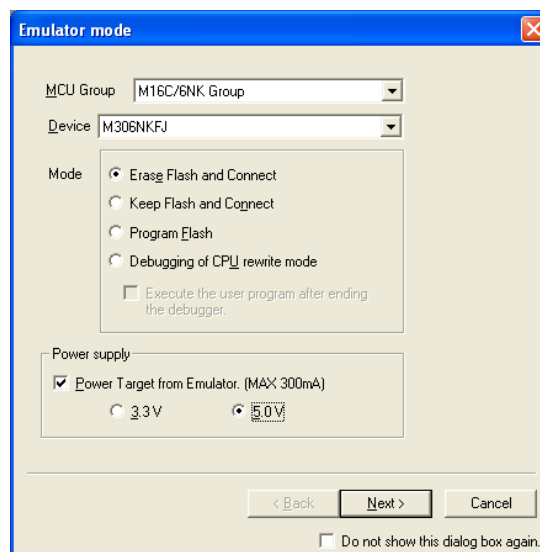 Emulator mode
MCU Group M16C/6NK Group
Device M306NKFJ
Mode
Erase Flash and Connect
Keep Flash and Connect
Program Flash
Debugging of CPU rewrite mode
Execute the user program after ending
the debugger.
Power supply
Power Target from Emulator. (MAX 300mA)
3.3 V 5.0 V
< Back Next > Cancel
Do not show this dialog box again.